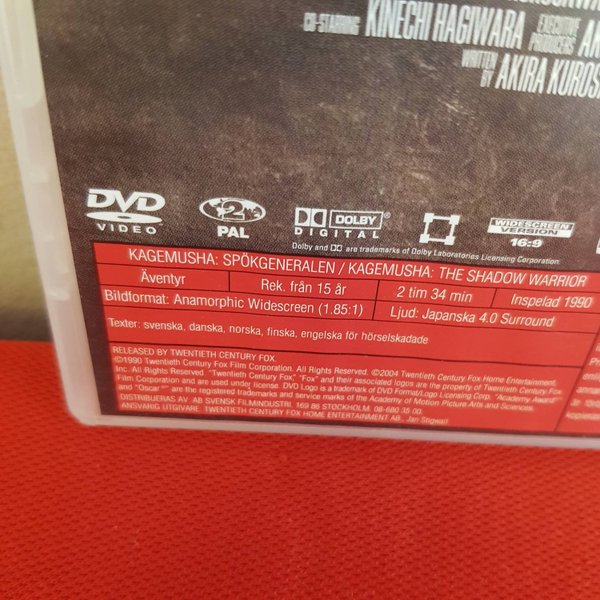 CO-STARRING KINECHI HAGIWARA EXECUTIVE PRODUCERS
WRITTEN BY AKIRA
DVD VIDEO
2 PAL
DOLBY DIGITAL
WIDESCREEN VERSION 16:9
Dolby and are trademarks of Dolby Laboratories Licensing Corporation.
KAGEMUSHA: SPÖKGENERALEN / KAGEMUSHA: THE SHADOW WARRIOR
Äventyr Rek. från 15 år 2 tim 34 min Inspelad 1990
Bildformat: Anamorphic Widescreen (1.85:1) Ljud: Japanska 4.0 Surround
Texter: svenska, danska, norska, finska, engelska för hörselskadade
RELEASED BY TWENTIETH CENTURY FOX.
©1990 Twentieth Century Fox Film Corporation. All Rights Reserved. ©2004 Twentieth Century Fox Home Entertainment,
Inc. All Rights Reserved. "Twentieth Century Fox", "Fox" and their associated logos are the property of Twentieth Century Fox
Film Corporation and are used under license. DVD Logo is a trademark of DVD Format/Logo Licensing Corp. "Academy Award"
and "Oscar" are the registered trademarks and service marks of the Academy of Motion Picture Arts and Sciences.
DISTRIBUERAS AV AB SVENSK FILMINDUSTRI. 169 86 STOCKHOLM. 08-680 35 00.
ANSVARIG UTGIVARE TWENTIETH CENTURY FOX HOME ENTERTAINMENT AB., Jan Stigwall